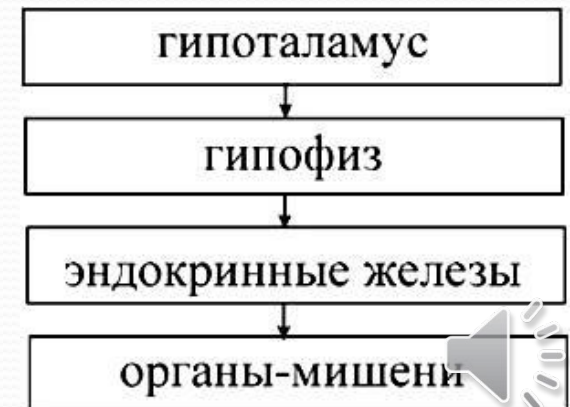 гипоталамус
гипофиз
эндокринные железы
органы-мишени